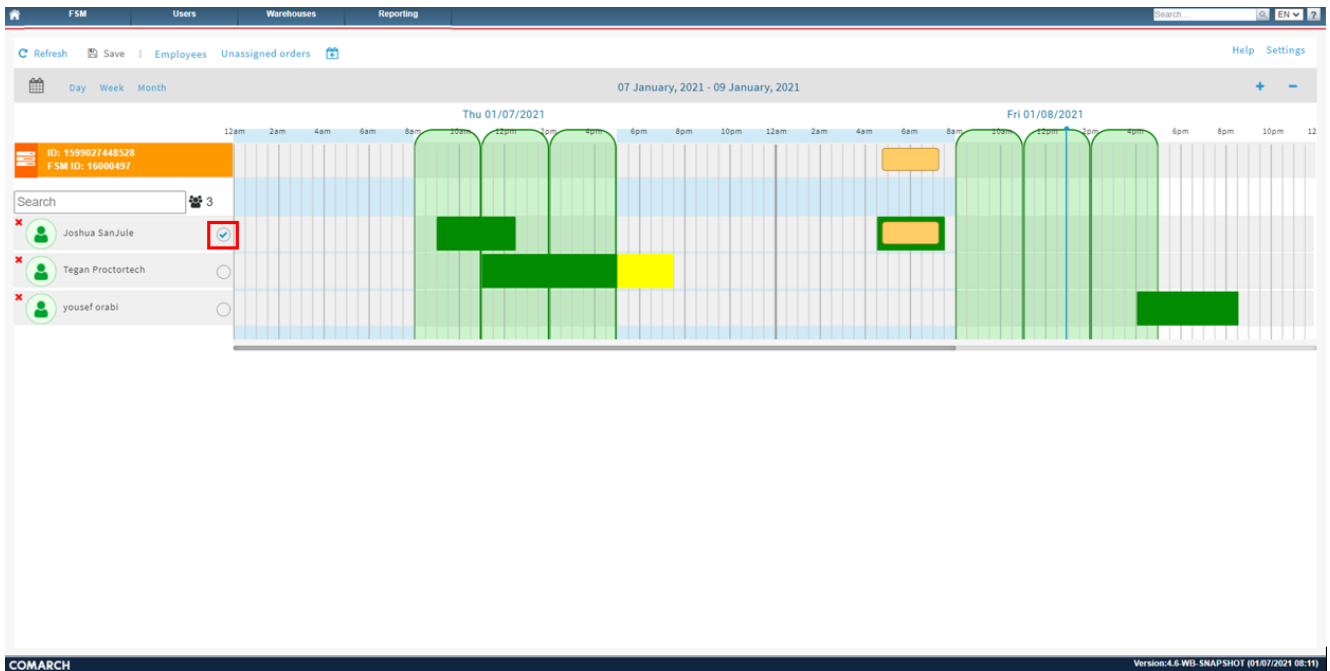 FSM Users Warehouses Reporting Search... EN ?
Refresh Save | Employees Unassigned orders Help Settings
Day Week Month 07 January, 2021 - 09 January, 2021 + -
Thu 01/07/2021 Fri 01/08/2021
12am 2am 4am 6am 8am 10am 12pm 2pm 4pm 6pm 8pm 10pm 12am 2am 4am 6am 8am 10am 12pm 2pm 4pm 6pm 8pm 10pm 12
ID: 1599027448528
FSM ID: 16000497
Search 3
Joshua SanJule
Tegan Proctortech
yousef orabi
COMARCH Version:4.6-WB-SNAPSHOT (01/07/2021 08:11)